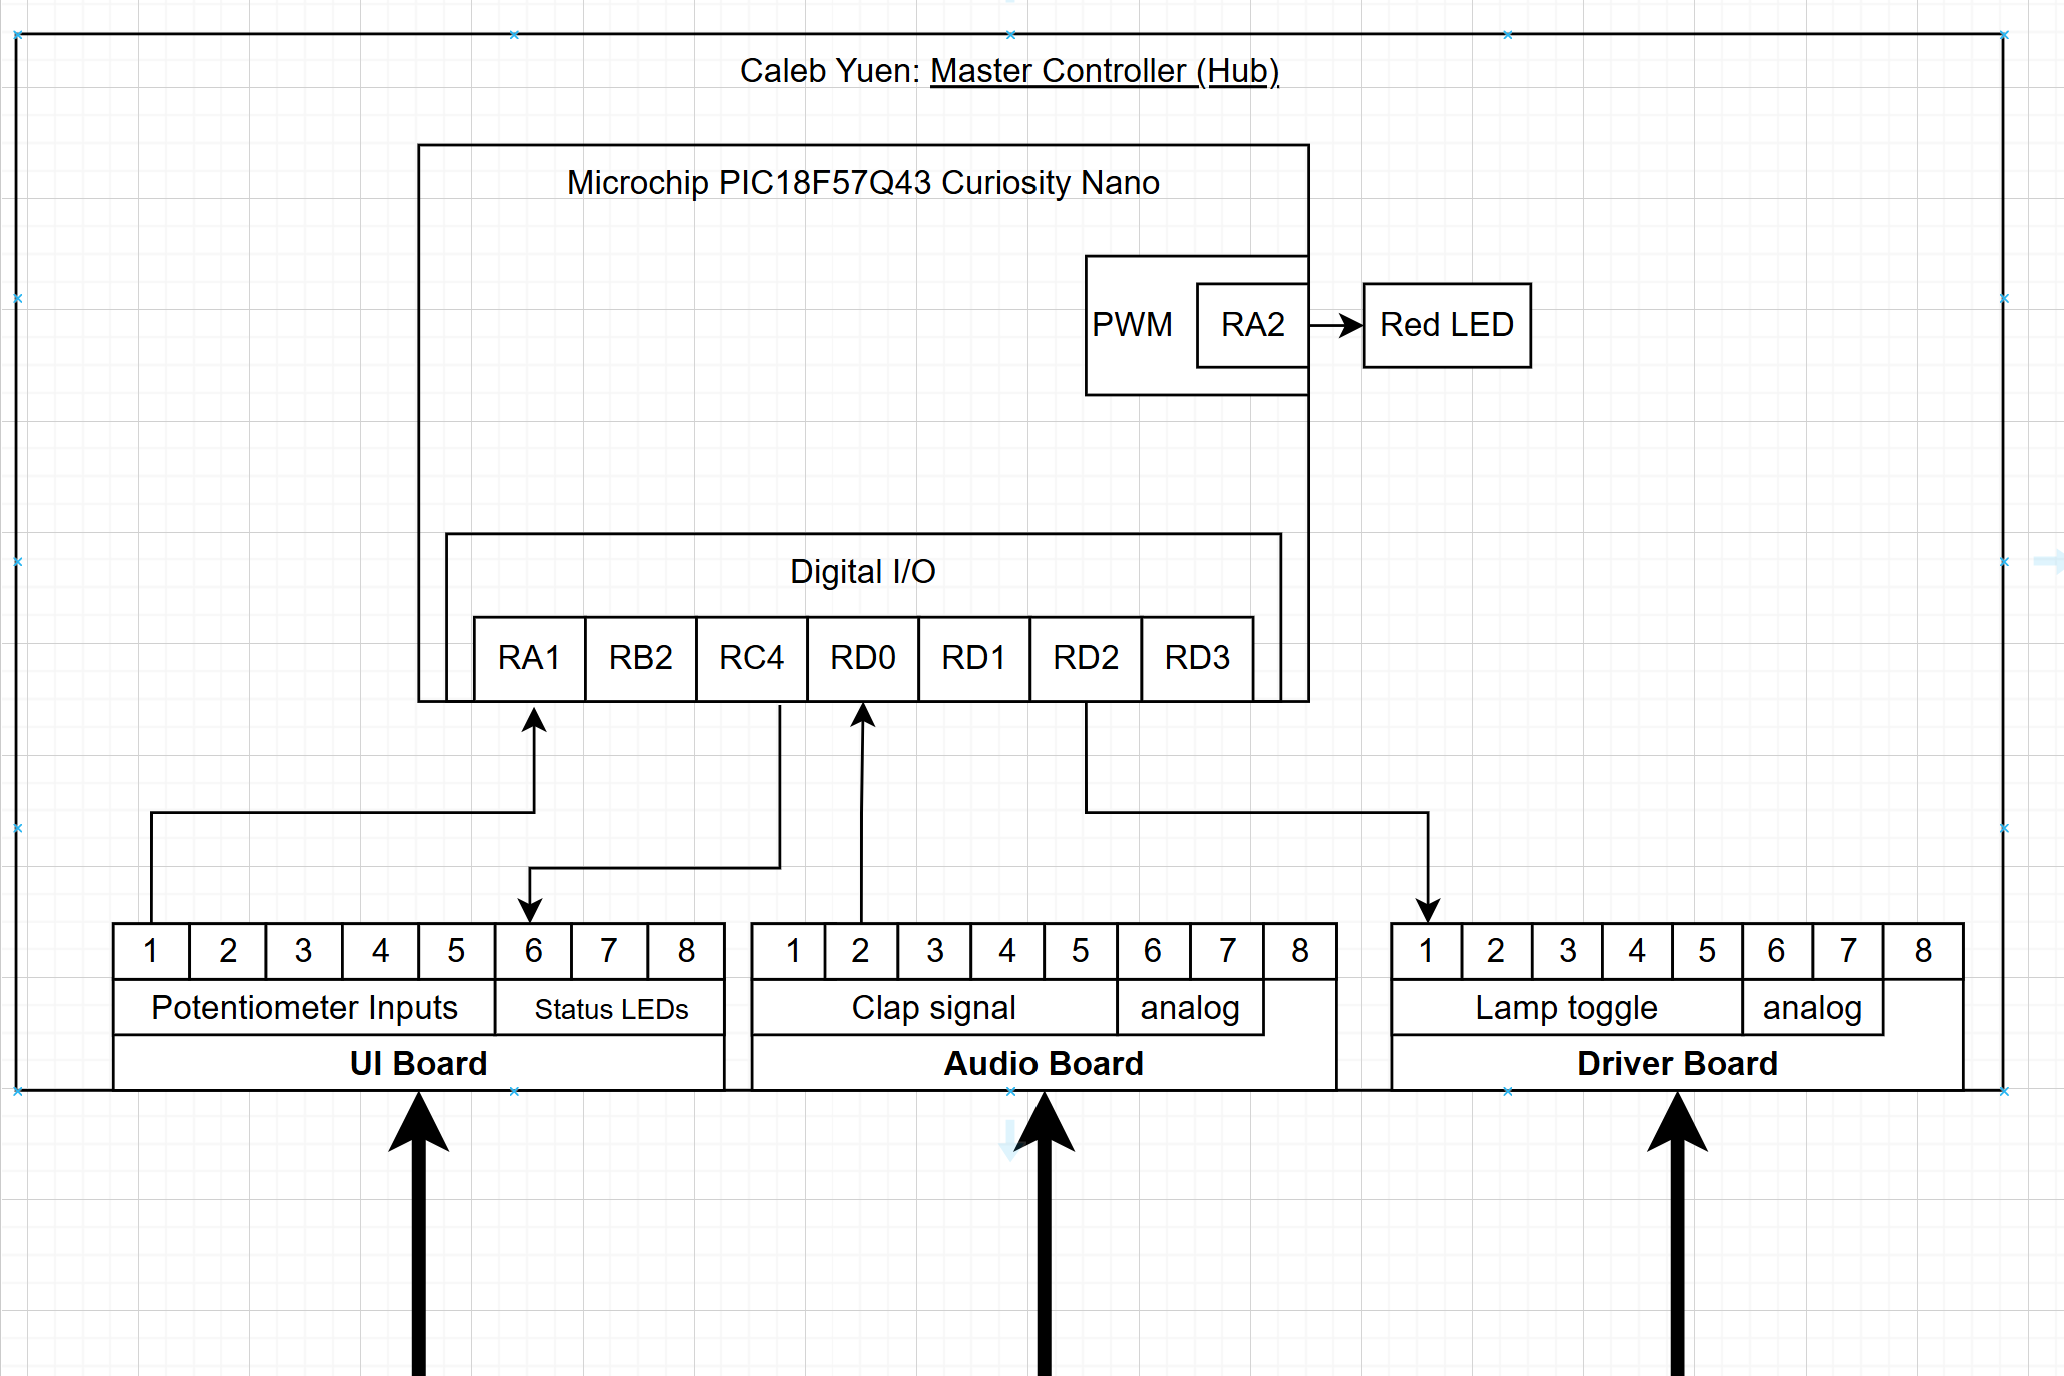 Caleb Yuen: Master Controller (Hub)
Microchip PIC18F57Q43 Curiosity Nano
PWM RA2 Red LED
Digital I/O
RA1 RB2 RC4 RD0 RD1 RD2 RD3
1 2 3 4 5 6 7 8
Potentiometer Inputs Status LEDs
UI Board
1 2 3 4 5 6 7 8
Clap signal analog
Audio Board
1 2 3 4 5 6 7 8
Lamp toggle analog
Driver Board